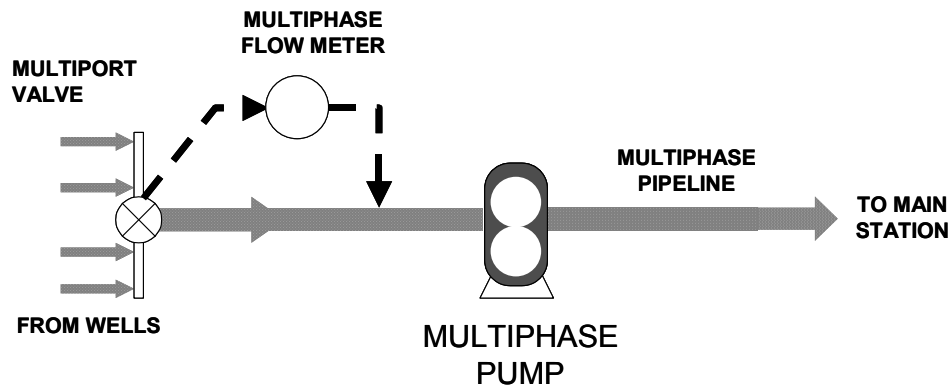 MULTIPHASE
FLOW METER
MULTIPORT
VALVE
MULTIPHASE
PIPELINE
TO MAIN
STATION
FROM WELLS
MULTIPHASE
PUMP